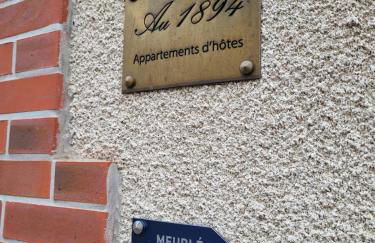 Au 1894
Appartements d'hôtes
MEUBLÉ